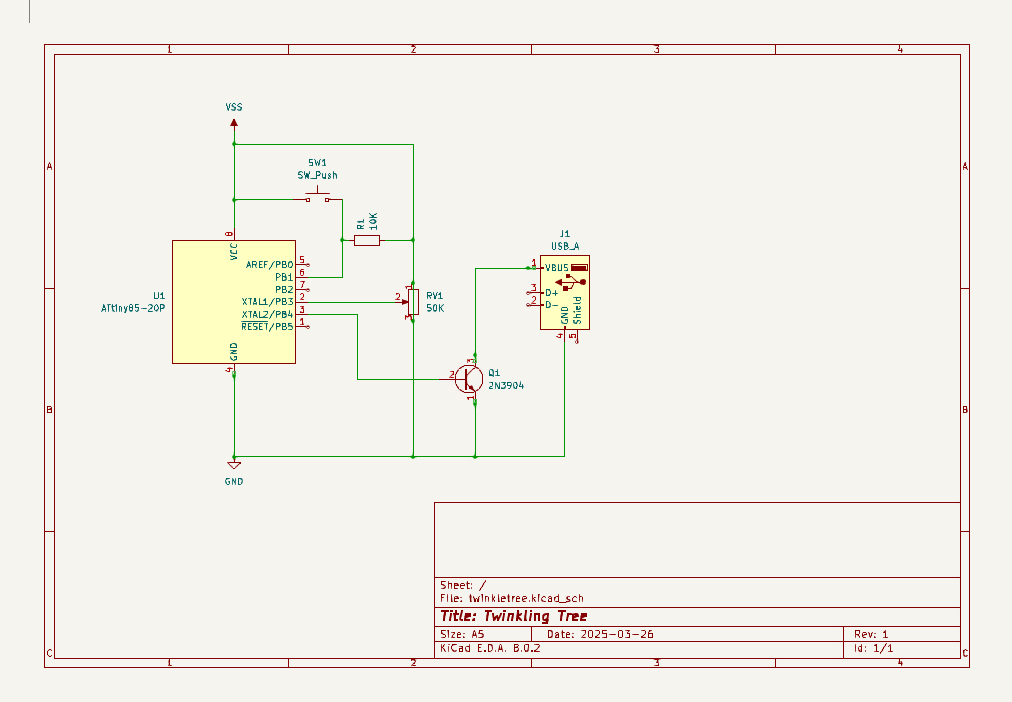 1 2 3 4
VSS
A A
SW1
SW_Push
R1
10K
J1
USB_A
8
VCC
1 VBUS
AREF/PB0 5
PB1 6
PB2 7
XTAL1/PB3 2
XTAL2/PB4 3
RESET/PB5 1
GND
4
U1
ATtiny85-20P
1
2
3
RV1
50K
3 D+
2 D-
GND
Shield
4
5
3
2
1
Q1
2N3904
B B
GND
Sheet: /
File: twinkletree.kicad_sch
Title: Twinkling Tree
Size: A5 Date: 2025-03-26 Rev: 1
KiCad E.D.A. 8.0.2 Id: 1/1
C C
1 2 3 4